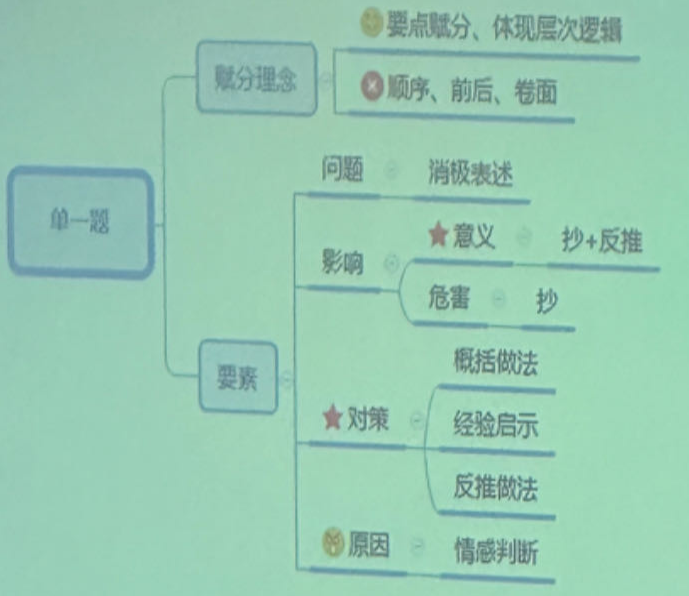 单一题
赋分理念
要点赋分、体现层次逻辑
顺序、前后、卷面
要素
问题
消极表述
影响
意义
抄+反推
危害
抄
对策
概括做法
经验启示
反推做法
原因
情感判断